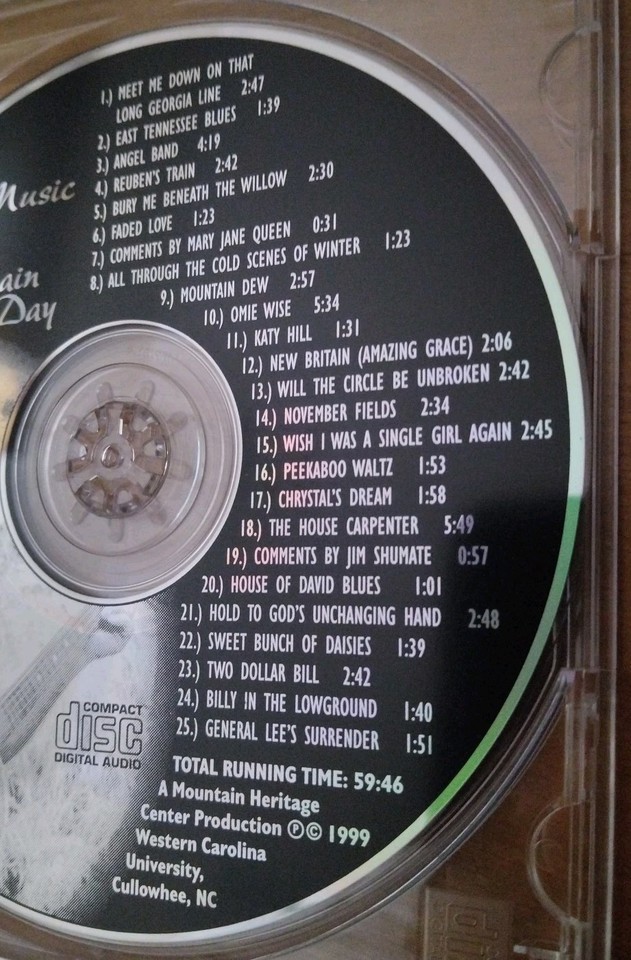 Music
ain
Day
1.) MEET ME DOWN ON THAT
LONG GEORGIA LINE 2:47
2.) EAST TENNESSEE BLUES 1:39
3.) ANGEL BAND 4:19
4.) REUBEN'S TRAIN 2:42
5.) BURY ME BENEATH THE WILLOW 2:30
6.) FADED LOVE 1:23
7.) COMMENTS BY MARY JANE QUEEN 0:31
8.) ALL THROUGH THE COLD SCENES OF WINTER 1:23
9.) MOUNTAIN DEW 2:57
10.) OMIE WISE 5:34
11.) KATY HILL 1:31
12.) NEW BRITAIN (AMAZING GRACE) 2:06
13.) WILL THE CIRCLE BE UNBROKEN 2:42
14.) NOVEMBER FIELDS 2:34
15.) WISH I WAS A SINGLE GIRL AGAIN 2:45
16.) PEEKABOO WALTZ 1:53
17.) CHRYSTAL'S DREAM 1:58
18.) THE HOUSE CARPENTER 5:49
19.) COMMENTS BY JIM SHUMATE 0:57
20.) HOUSE OF DAVID BLUES 1:01
21.) HOLD TO GOD'S UNCHANGING HAND 2:48
22.) SWEET BUNCH OF DAISIES 1:39
23.) TWO DOLLAR BILL 2:42
24.) BILLY IN THE LOWGROUND 1:40
25.) GENERAL LEE'S SURRENDER 1:51
TOTAL RUNNING TIME: 59:46
A Mountain Heritage
Center Production ℗© 1999
Western Carolina
University,
Cullowhee, NC
COMPACT
disc
DIGITAL AUDIO